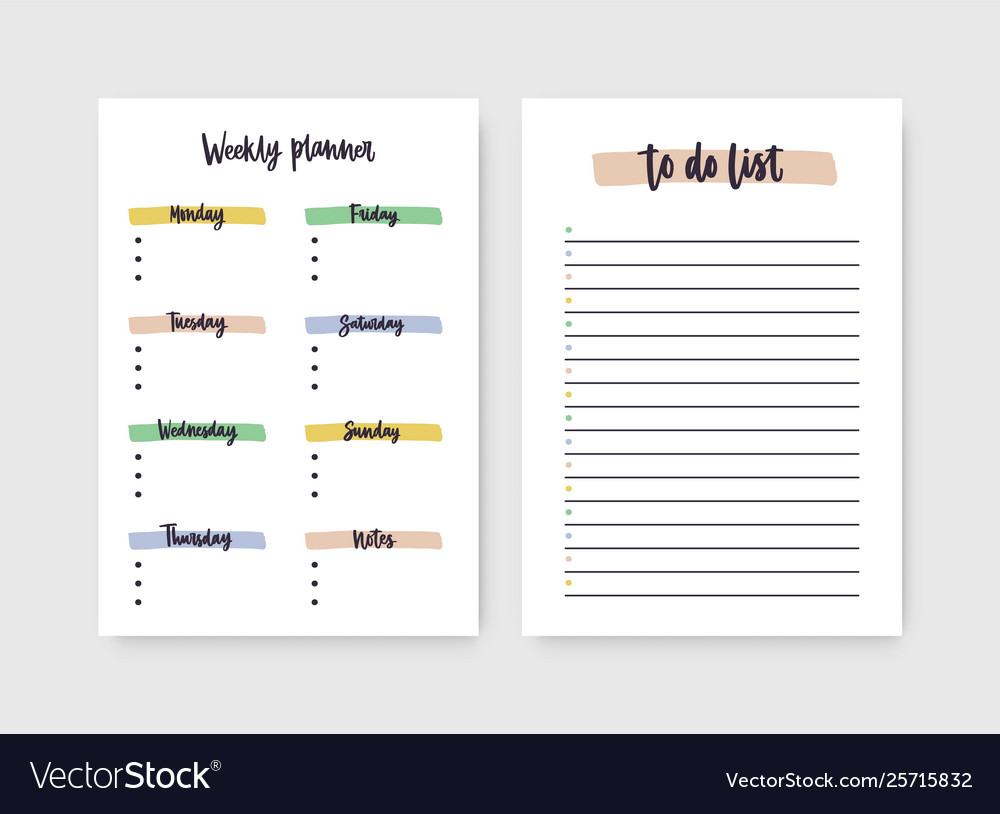 Weekly planner
Monday
Tuesday
Wednesday
Thursday
Friday
Saturday
Sunday
Notes
to do list
VectorStock®
VectorStock.com/25715832